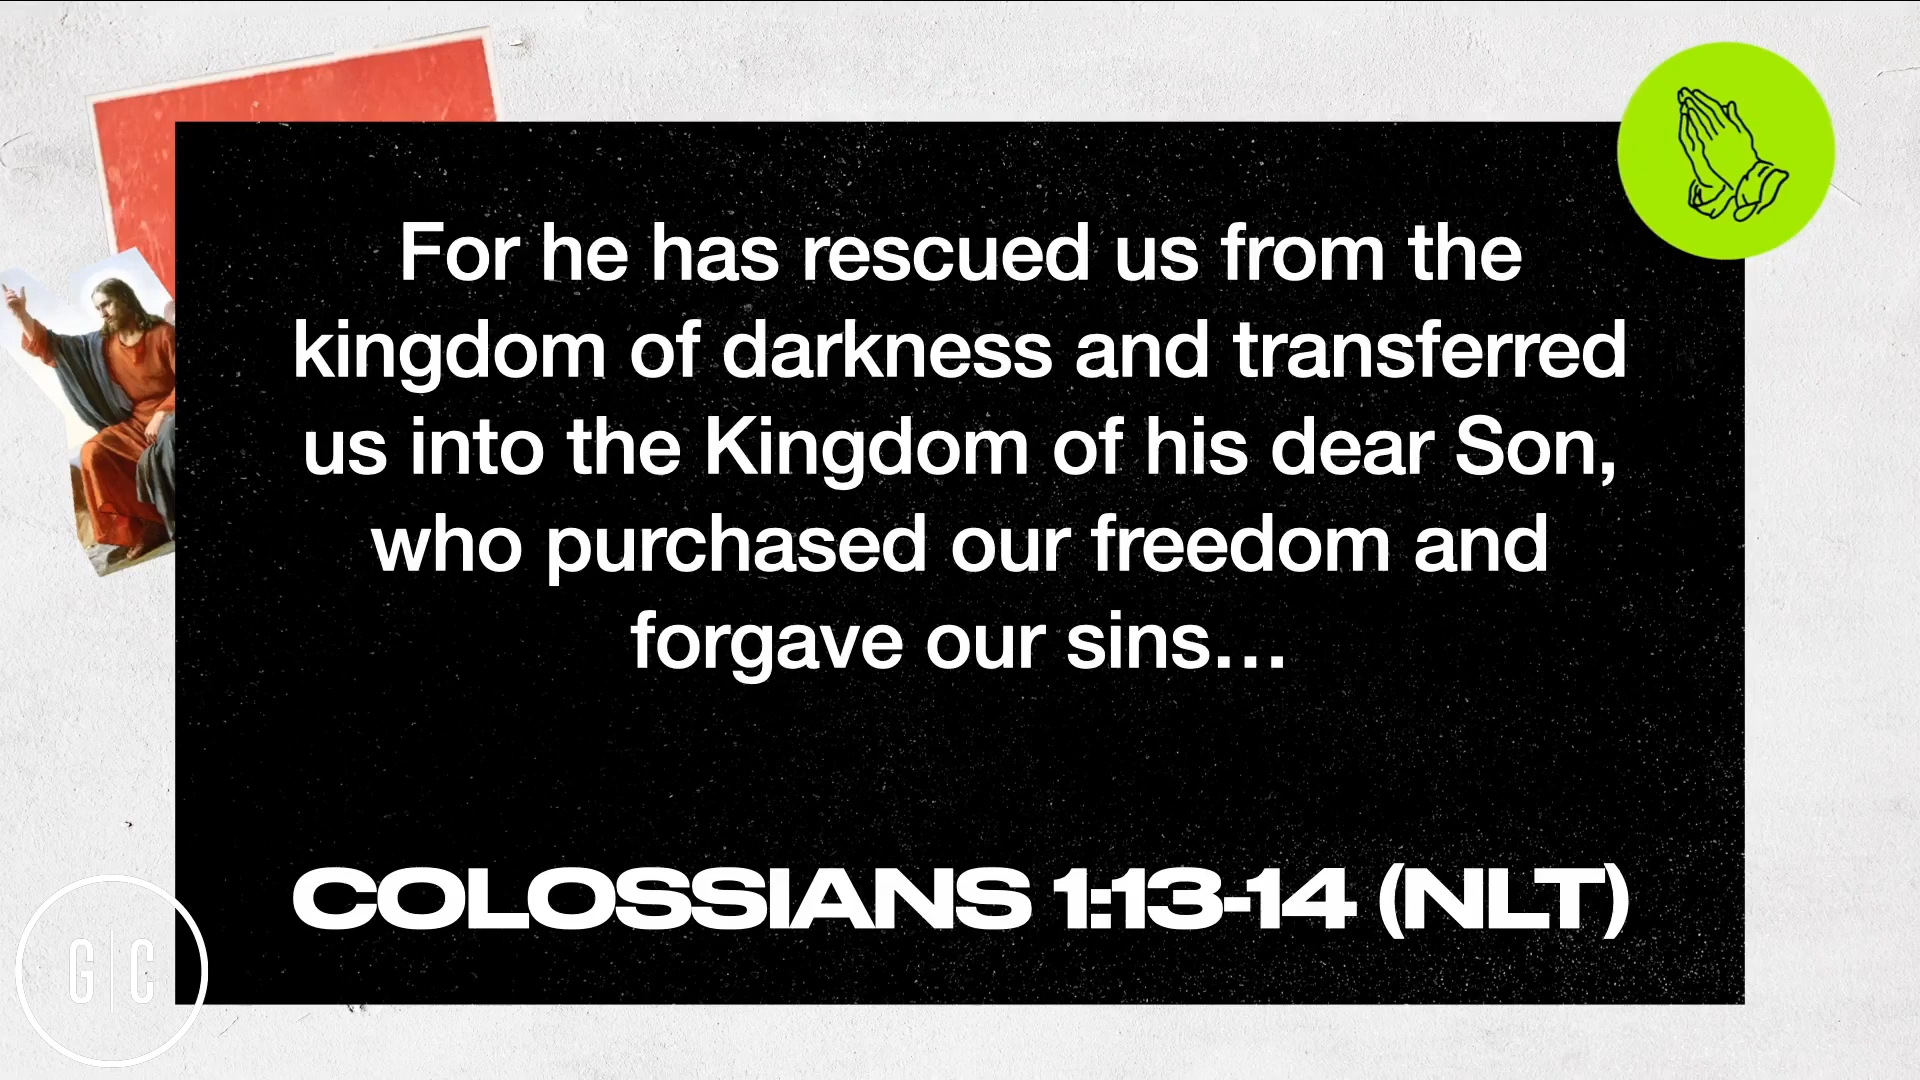 For he has rescued us from the
kingdom of darkness and transferred
us into the Kingdom of his dear Son,
who purchased our freedom and
forgave our sins…
COLOSSIANS 1:13-14 (NLT)
G|C